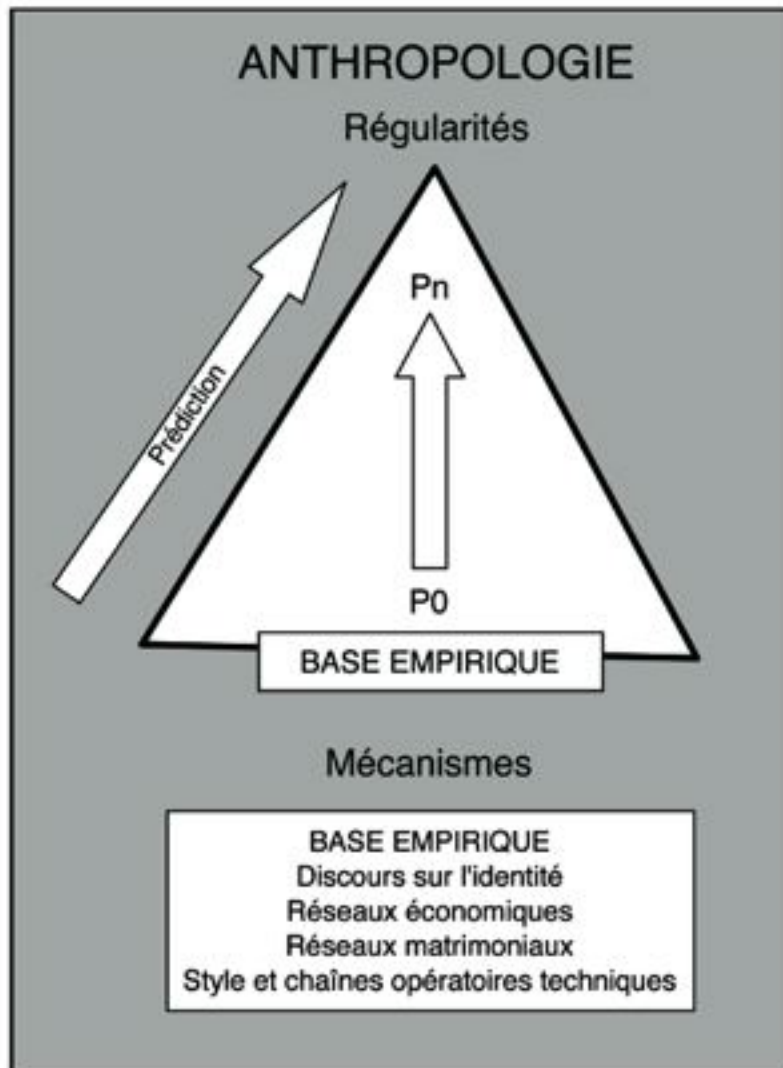 ANTHROPOLOGIE
Régularités
Pn
Prédiction
P0
BASE EMPIRIQUE
Mécanismes
BASE EMPIRIQUE
Discours sur l'identité
Réseaux économiques
Réseaux matrimoniaux
Style et chaînes opératoires techniques